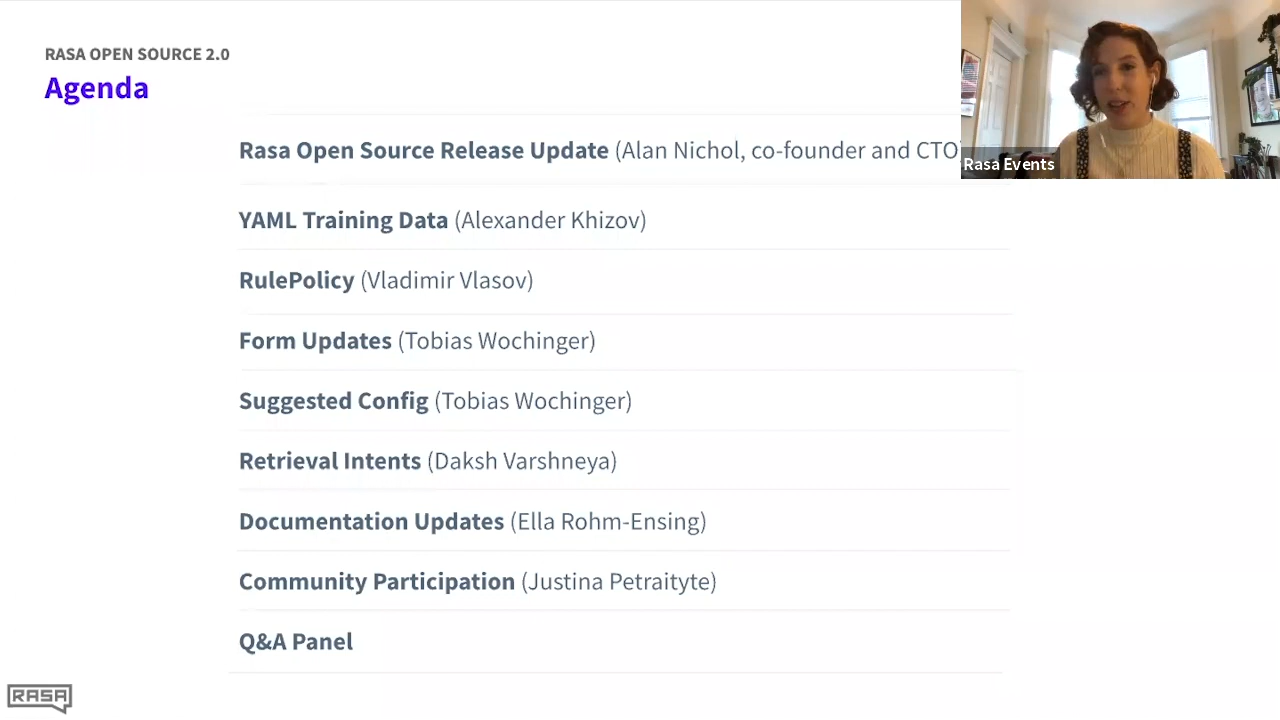 RASA OPEN SOURCE 2.0
Agenda
Rasa Open Source Release Update (Alan Nichol, co-founder and CTO
Rasa Events
YAML Training Data (Alexander Khizov)
RulePolicy (Vladimir Vlasov)
Form Updates (Tobias Wochinger)
Suggested Config (Tobias Wochinger)
Retrieval Intents (Daksh Varshneya)
Documentation Updates (Ella Rohm-Ensing)
Community Participation (Justina Petraityte)
Q&A Panel
RASA